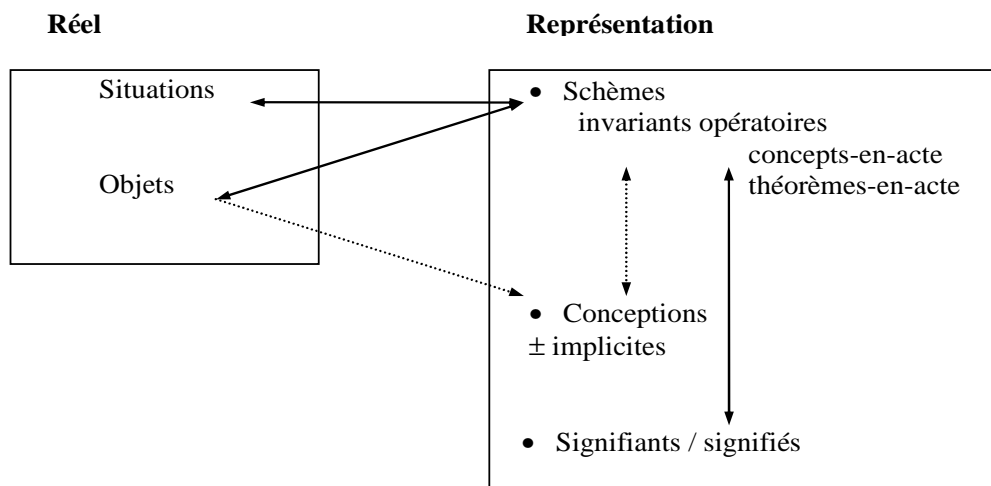 Réel
Représentation
Situations
Objets
• Schèmes
invariants opératoires
concepts-en-acte
théorèmes-en-acte
• Conceptions
± implicites
• Signifiants / signifiés